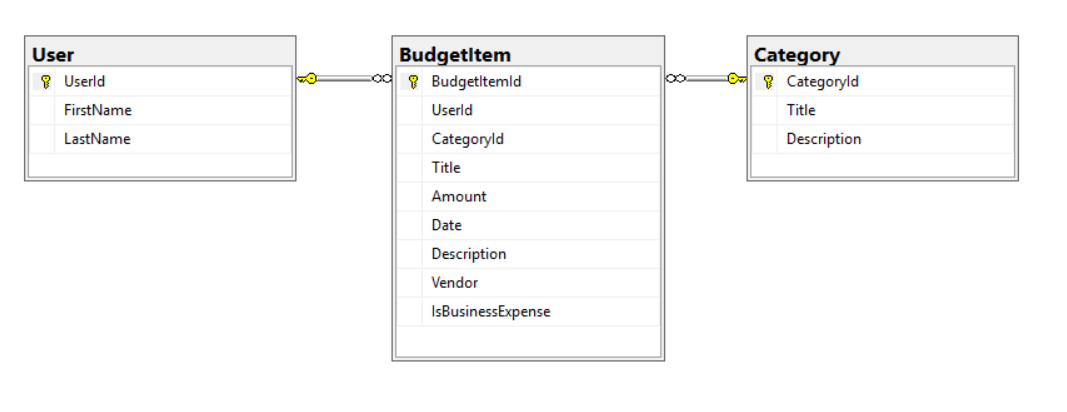 User
UserId
FirstName
LastName
BudgetItem
BudgetItemId
UserId
CategoryId
Title
Amount
Date
Description
Vendor
IsBusinessExpense
Category
CategoryId
Title
Description